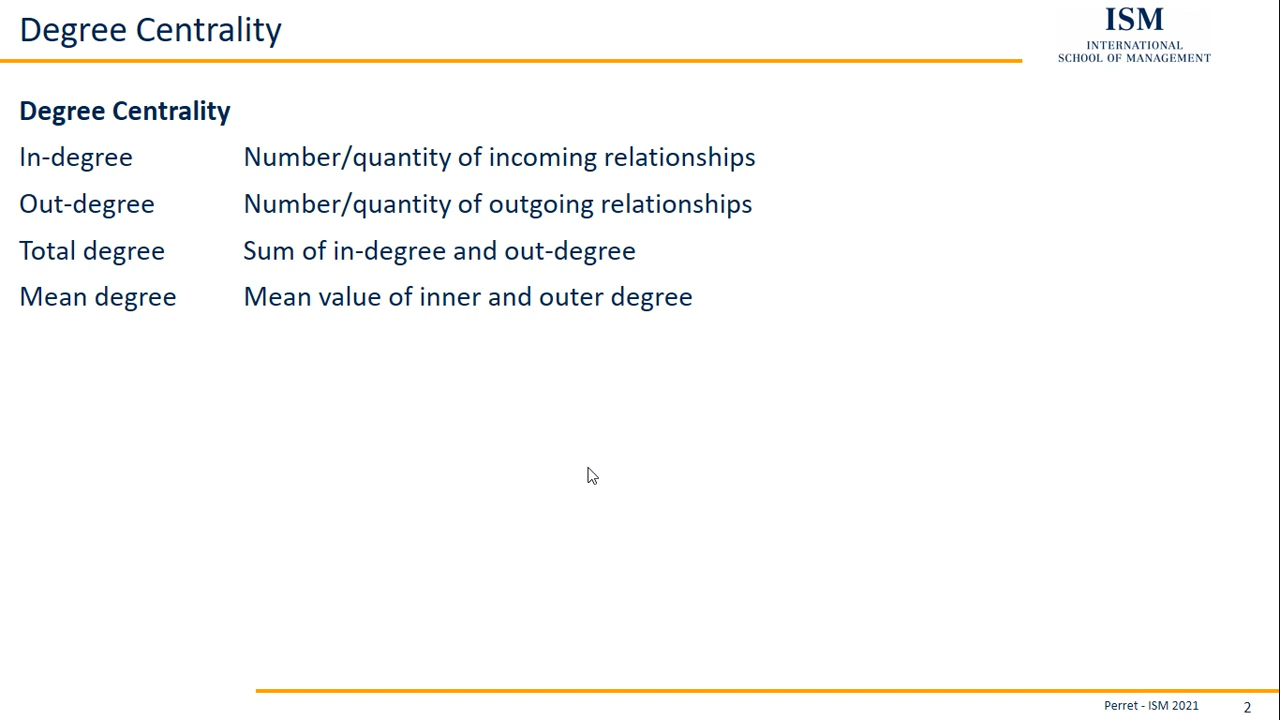 Degree Centrality
ISM
INTERNATIONAL
SCHOOL OF MANAGEMENT
Degree Centrality
In-degree Number/quantity of incoming relationships
Out-degree Number/quantity of outgoing relationships
Total degree Sum of in-degree and out-degree
Mean degree Mean value of inner and outer degree
Perret - ISM 2021 2